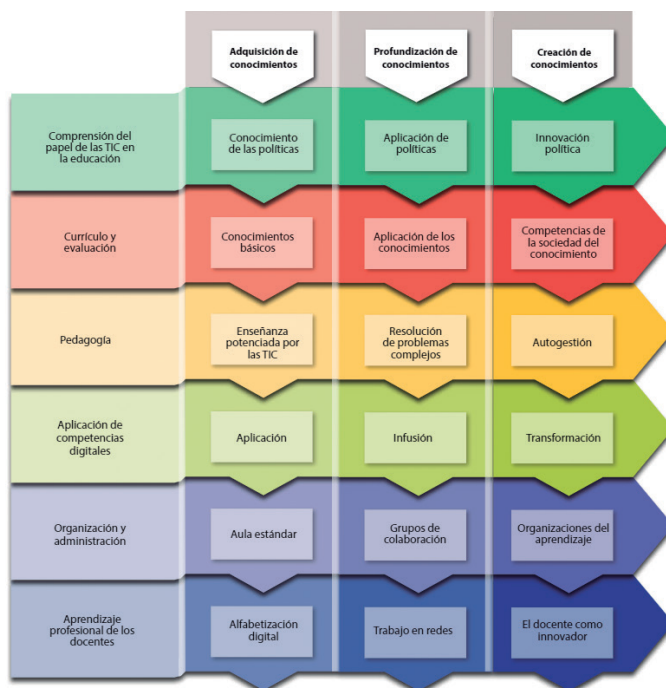 Adquisición de
conocimientos
Profundización de
conocimientos
Creación de
conocimientos
Comprensión del
papel de las TIC en
la educación
Conocimiento
de las políticas
Aplicación de
políticas
Innovación
política
Currículo y
evaluación
Conocimientos
básicos
Aplicación de los
conocimientos
Competencias de
la sociedad del
conocimiento
Pedagogía
Enseñanza
potenciada por
las TIC
Resolución
de problemas
complejos
Autogestión
Aplicación de
competencias
digitales
Aplicación
Infusión
Transformación
Organización y
administración
Aula estándar
Grupos de
colaboración
Organizaciones del
aprendizaje
Aprendizaje
profesional de los
docentes
Alfabetización
digital
Trabajo en redes
El docente como
innovador